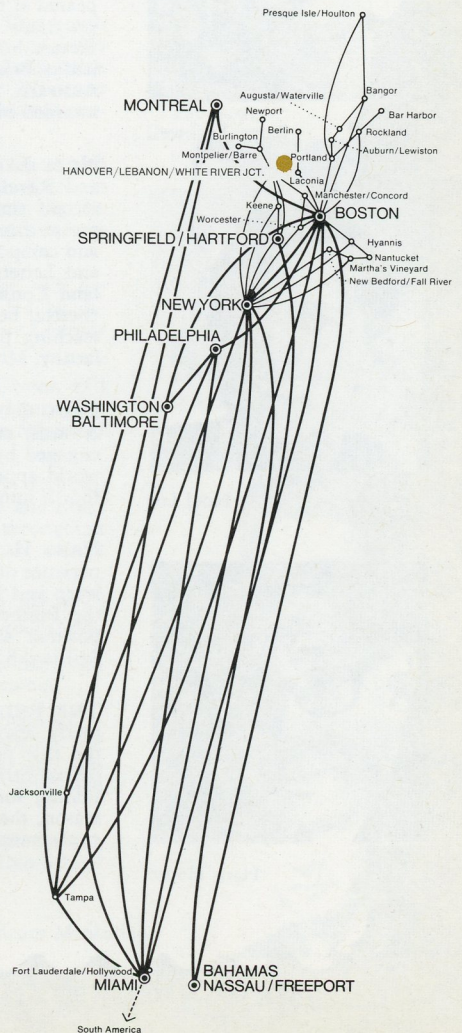 Presque Isle/Houlton
Augusta/Waterville
Bangor
MONTREAL
Newport
Bar Harbor
Burlington
Berlin
Rockland
Montpelier/Barre
Portland
Auburn/Lewiston
HANOVER/LEBANON/WHITE RIVER JCT.
Laconia
Keene
Manchester/Concord
Worcester
BOSTON
SPRINGFIELD/HARTFORD
Hyannis
Nantucket
Martha's Vineyard
New Bedford/Fall River
NEW YORK
PHILADELPHIA
WASHINGTON
BALTIMORE
Jacksonville
Tampa
Fort Lauderdale/Hollywood
MIAMI
BAHAMAS
NASSAU/FREEPORT
South America